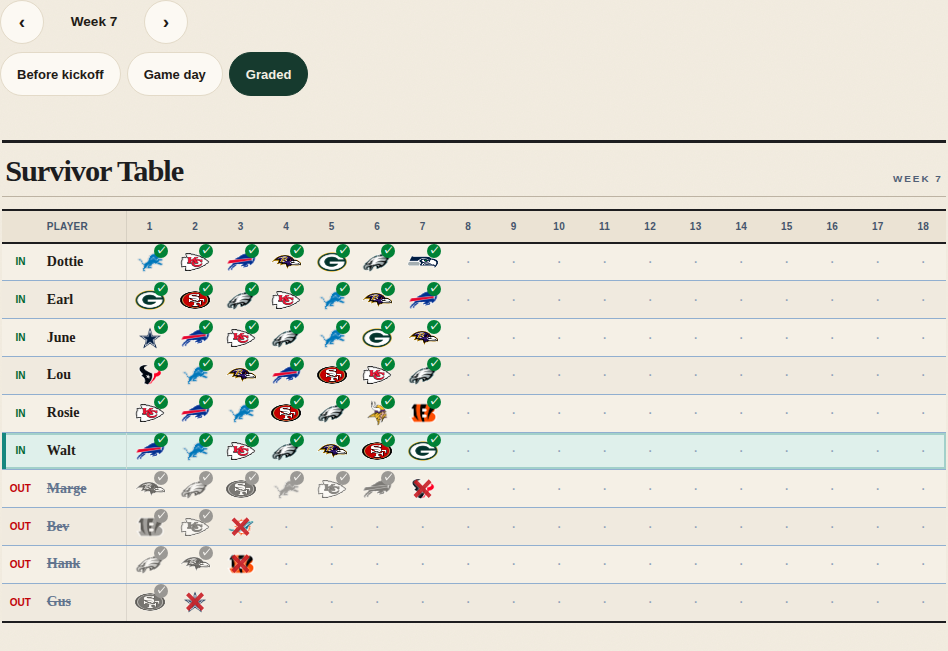 ‹ Week 7 ›
Before kickoff Game day Graded
Survivor Table WEEK 7
PLAYER 1 2 3 4 5 6 7 8 9 10 11 12 13 14 15 16 17 18
IN Dottie
IN Earl
IN June
IN Lou
IN Rosie
IN Walt
OUT Marge
OUT Bev
OUT Hank
OUT Gus